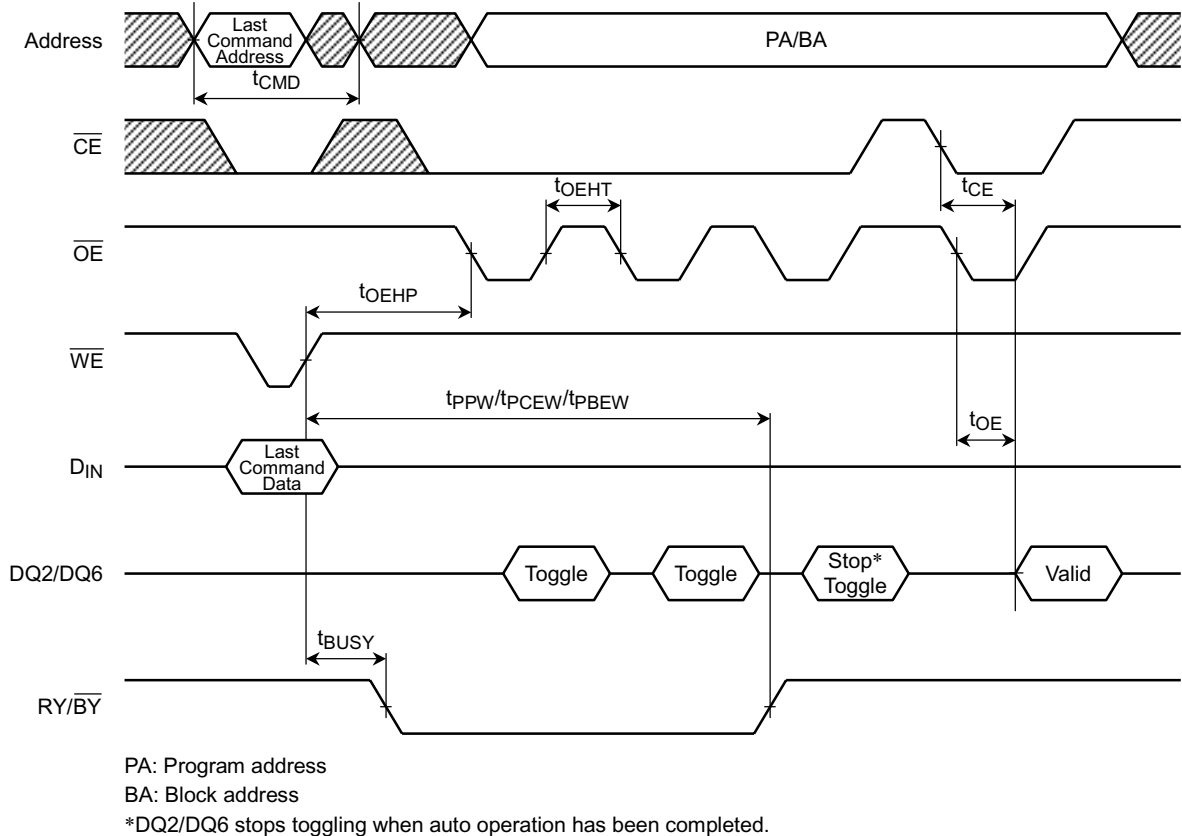 Address
Last
Command
Address
PA/BA
tCMD
CE
tCE
tOEHT
OE
tOEHP
WE
tPPW/tPCEW/tPBEW
tOE
DIN
Last
Command
Data
DQ2/DQ6
Toggle
Toggle
Stop*
Toggle
Valid
tBUSY
RY/BY
PA: Program address
BA: Block address
*DQ2/DQ6 stops toggling when auto operation has been completed.